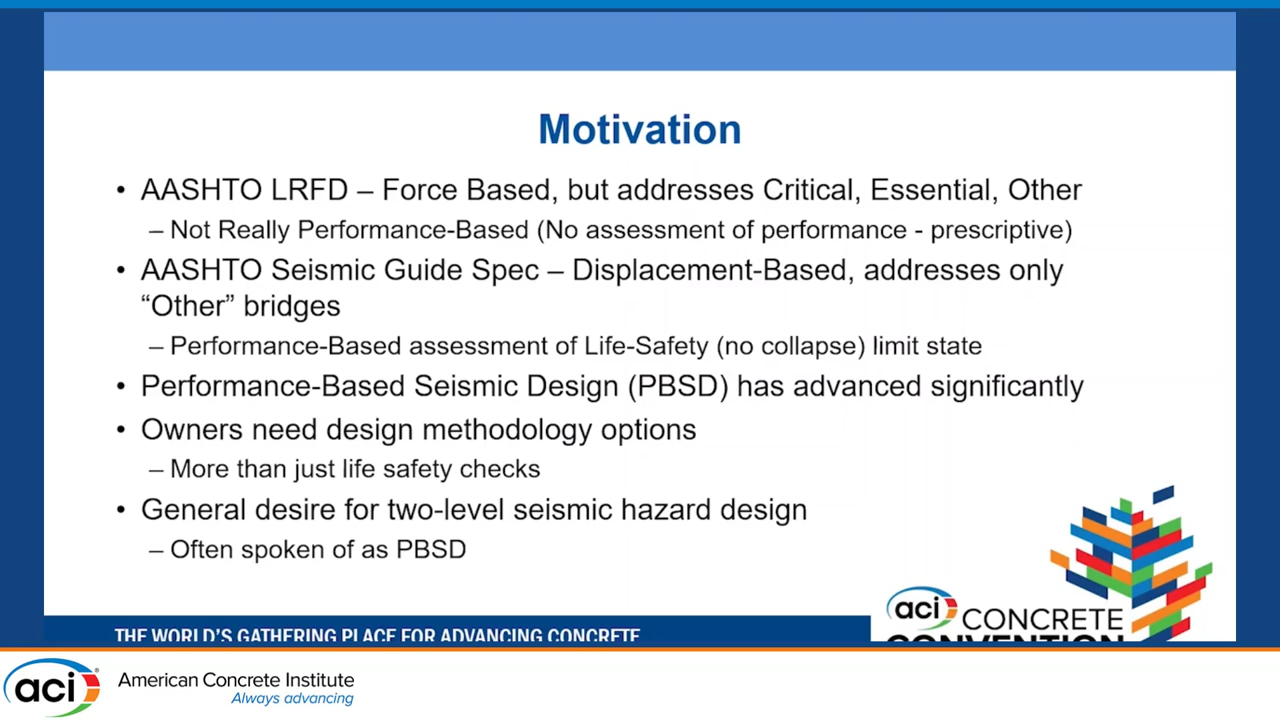 Motivation
• AASHTO LRFD – Force Based, but addresses Critical, Essential, Other
– Not Really Performance-Based (No assessment of performance - prescriptive)
• AASHTO Seismic Guide Spec – Displacement-Based, addresses only
“Other” bridges
– Performance-Based assessment of Life-Safety (no collapse) limit state
• Performance-Based Seismic Design (PBSD) has advanced significantly
• Owners need design methodology options
– More than just life safety checks
• General desire for two-level seismic hazard design
– Often spoken of as PBSD
THE WORLD'S GATHERING PLACE FOR ADVANCING CONCRETE
aci CONCRETE
CONVENTION
aci® American Concrete Institute
Always advancing